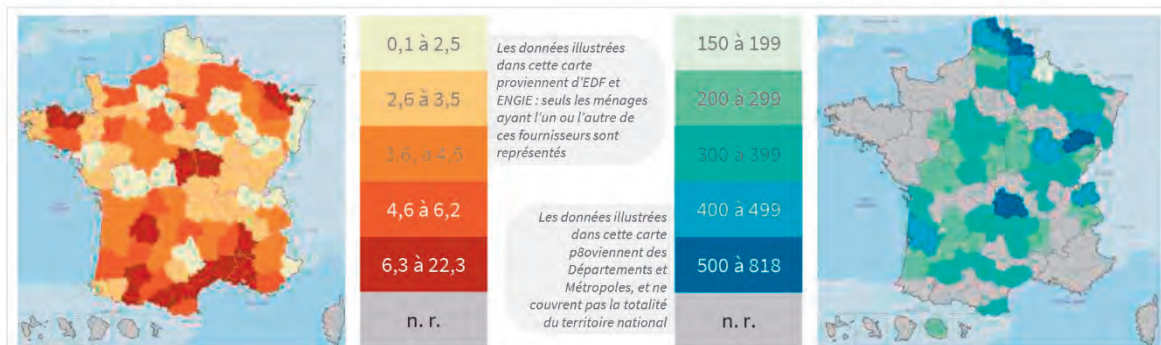 0,1 à 2,5
2,6 à 3,5
3,6, à 4,5
4,6 à 6,2
6,3 à 22,3
n. r.
Les données illustrées
dans cette carte
proviennent d'EDF et
ENGIE : seuls les ménages
ayant l'un ou l'autre de
ces fournisseurs sont
représentés
Les données illustrées
dans cette carte
p8oviennent des
Départements et
Métropoles, et ne
couvrent pas la totalité
du territoire national
150 à 199
200 à 299
300 à 399
400 à 499
500 à 818
n. r.